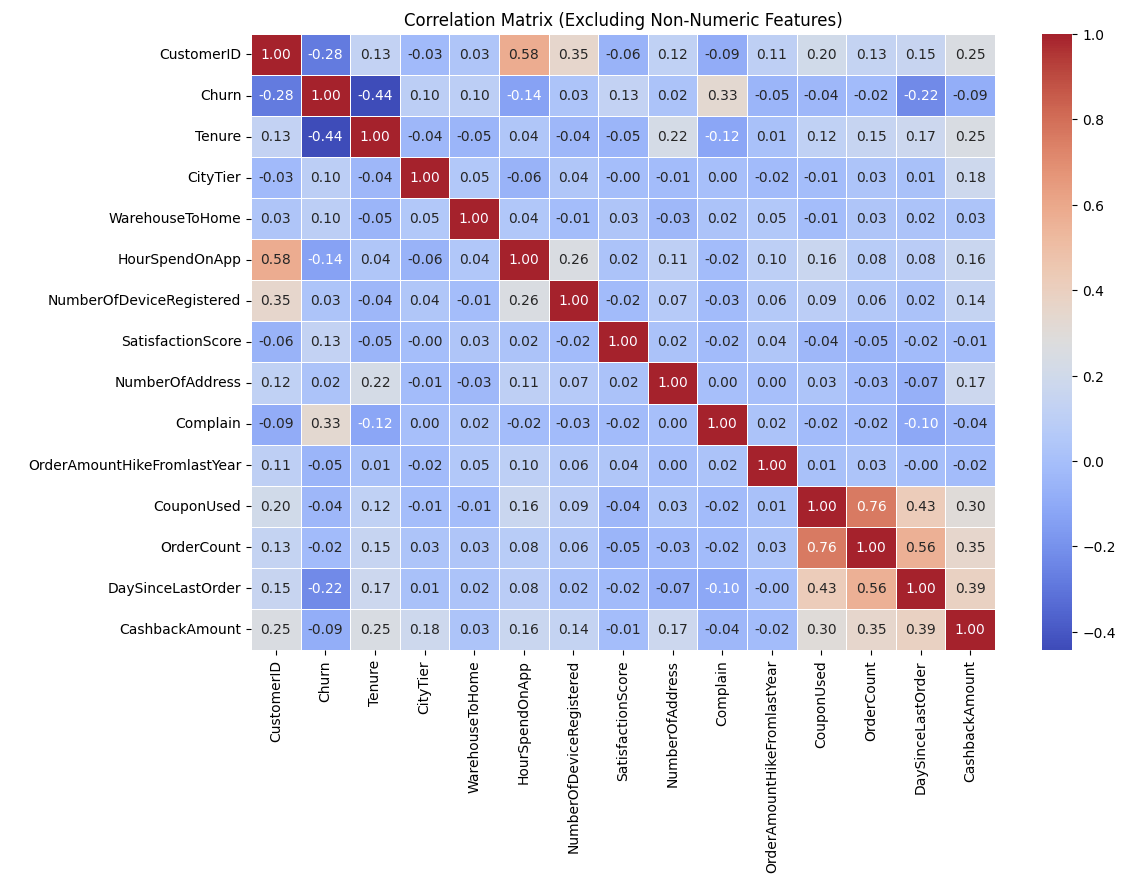 Correlation Matrix (Excluding Non-Numeric Features)
CustomerID 1.00 -0.28 0.13 -0.03 0.03 0.58 0.35 -0.06 0.12 -0.09 0.11 0.20 0.13 0.15 0.25
Churn -0.28 1.00 -0.44 0.10 0.10 -0.14 0.03 0.13 0.02 0.33 -0.05 -0.04 -0.02 -0.22 -0.09
Tenure 0.13 -0.44 1.00 -0.04 -0.05 0.04 -0.04 -0.05 0.22 -0.12 0.01 0.12 0.15 0.17 0.25
CityTier -0.03 0.10 -0.04 1.00 0.05 -0.06 0.04 -0.00 -0.01 0.00 -0.02 -0.01 0.03 0.01 0.18
WarehouseToHome 0.03 0.10 -0.05 0.05 1.00 0.04 -0.01 0.03 -0.03 0.02 0.05 -0.01 0.03 0.02 0.03
HourSpendOnApp 0.58 -0.14 0.04 -0.06 0.04 1.00 0.26 0.02 0.11 -0.02 0.10 0.16 0.08 0.08 0.16
NumberOfDeviceRegistered 0.35 0.03 -0.04 0.04 -0.01 0.26 1.00 -0.02 0.07 -0.03 0.06 0.09 0.06 0.02 0.14
SatisfactionScore -0.06 0.13 -0.05 -0.00 0.03 0.02 -0.02 1.00 0.02 -0.02 0.04 -0.04 -0.05 -0.02 -0.01
NumberOfAddress 0.12 0.02 0.22 -0.01 -0.03 0.11 0.07 0.02 1.00 0.00 0.00 0.03 -0.03 -0.07 0.17
Complain -0.09 0.33 -0.12 0.00 0.02 -0.02 -0.03 -0.02 0.00 1.00 0.02 -0.02 -0.02 -0.10 -0.04
OrderAmountHikeFromlastYear 0.11 -0.05 0.01 -0.02 0.05 0.10 0.06 0.04 0.00 0.02 1.00 0.01 0.03 -0.00 -0.02
CouponUsed 0.20 -0.04 0.12 -0.01 -0.01 0.16 0.09 -0.04 0.03 -0.02 0.01 1.00 0.76 0.43 0.30
OrderCount 0.13 -0.02 0.15 0.03 0.03 0.08 0.06 -0.05 -0.03 -0.02 0.03 0.76 1.00 0.56 0.35
DaySinceLastOrder 0.15 -0.22 0.17 0.01 0.02 0.08 0.02 -0.02 -0.07 -0.10 -0.00 0.43 0.56 1.00 0.39
CashbackAmount 0.25 -0.09 0.25 0.18 0.03 0.16 0.14 -0.01 0.17 -0.04 -0.02 0.30 0.35 0.39 1.00
CustomerID
Churn
Tenure
CityTier
WarehouseToHome
HourSpendOnApp
NumberOfDeviceRegistered
SatisfactionScore
NumberOfAddress
Complain
OrderAmountHikeFromlastYear
CouponUsed
OrderCount
DaySinceLastOrder
CashbackAmount
1.0
0.8
0.6
0.4
0.2
0.0
−0.2
−0.4